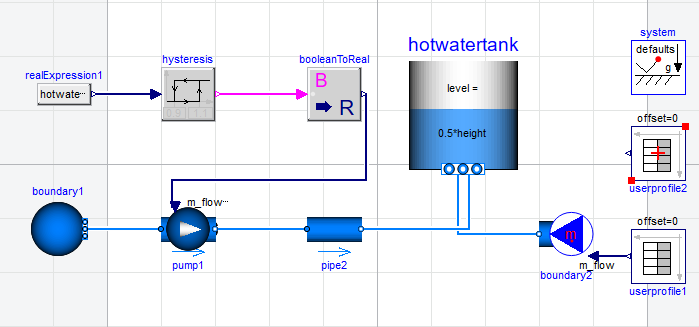 system
defaults
g
hotwatertank
hysteresis
booleanToReal
realExpression1
hotwate···
B
R
level =
0.5*height
offset=0
userprofile2
boundary1
m_flow···
pump1
pipe2
m
boundary2
m_flow
offset=0
userprofile1